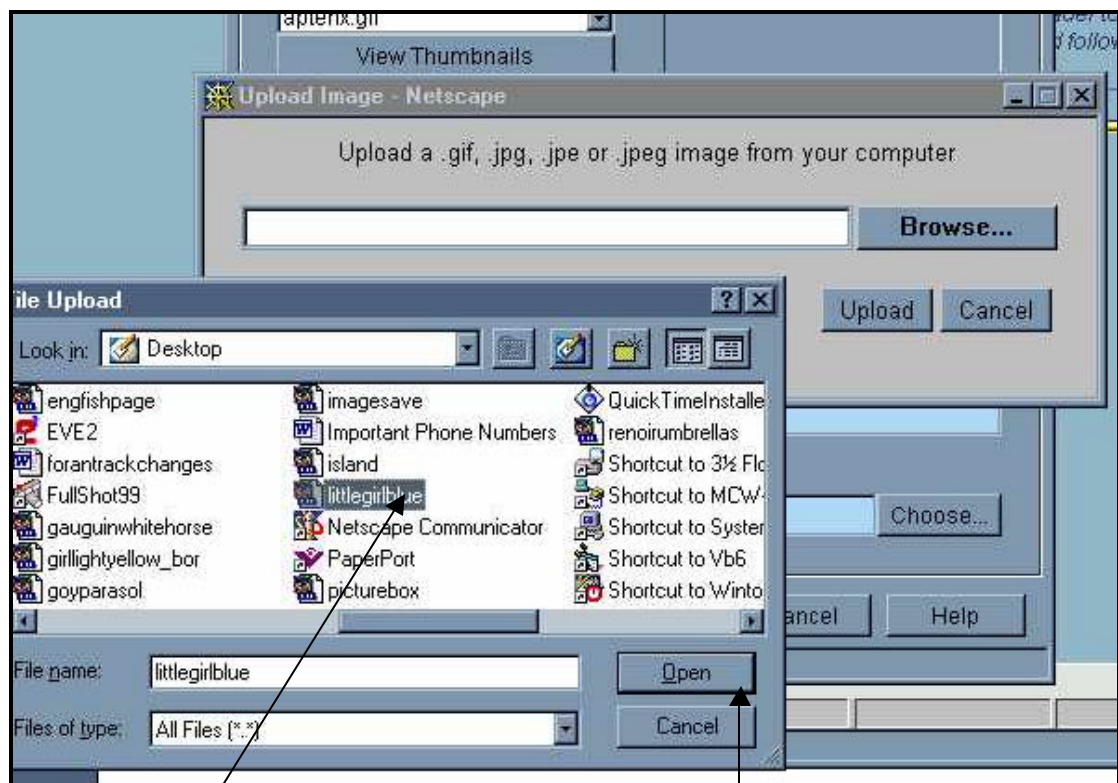 apterix.gif
View Thumbnails
d follow
Upload Image - Netscape
Upload a .gif, .jpg, .jpe or .jpeg image from your computer
Browse...
Upload
Cancel
ile Upload
Look in:
Desktop
engfishpage
EVE2
forantrackchanges
FullShot99
gauguinwhitehorse
girllightyellow_bor
goyparasol
imagesave
Important Phone Numbers
island
littlegirlblue
Netscape Communicator
PaperPort
picturebox
QuickTimeInstalle
renoirumbrellas
Shortcut to 3½ Flo
Shortcut to MCW-
Shortcut to System
Shortcut to Vb6
Shortcut to Winto
Choose...
ancel
Help
File name:
littlegirlblue
Open
Files of type:
All Files (*.*)
Cancel